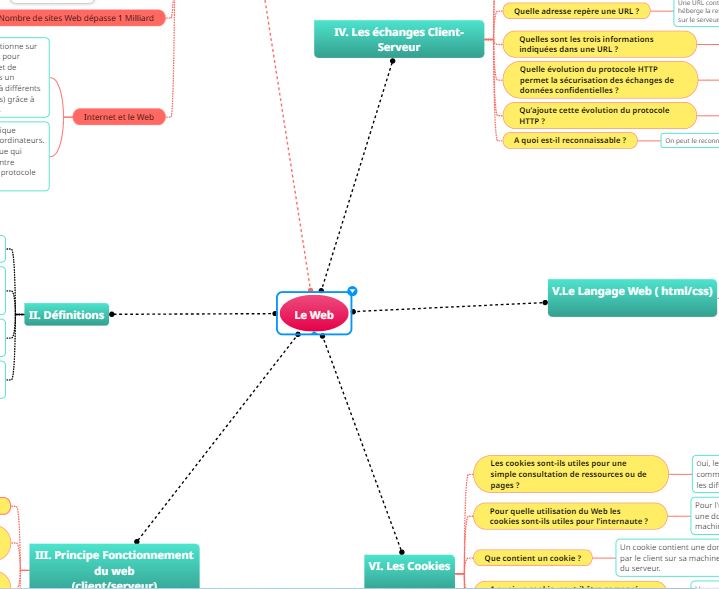 Nombre de sites Web dépasse 1 Milliard
tionne sur
pour
et de
s un
à différents
s) grâce à
Internet et le Web
ique
ordinateurs.
ue qui
ntre
protocole
IV. Les échanges Client-
Serveur
Quelle adresse repère une URL ?
Une URL cont
héberge la re
sur le serveur
Quelles sont les trois informations
indiquées dans une URL ?
Quelle évolution du protocole HTTP
permet la sécurisation des échanges de
données confidentielles ?
Qu'ajoute cette évolution du protocole
HTTP ?
A quoi est-il reconnaissable ?
On peut le reconn
II. Définitions
Le Web
V.Le Langage Web ( html/css)
III. Principe Fonctionnement
du web
(client/serveur)
VI. Les Cookies
Les cookies sont-ils utiles pour une
simple consultation de ressources ou de
pages ?
Oui, le
comm
les dif
Pour quelle utilisation du Web les
cookies sont-ils utiles pour l'internaute ?
Pour l'
une do
machin
Que contient un cookie ?
Un cookie contient une don
par le client sur sa machine
du serveur.